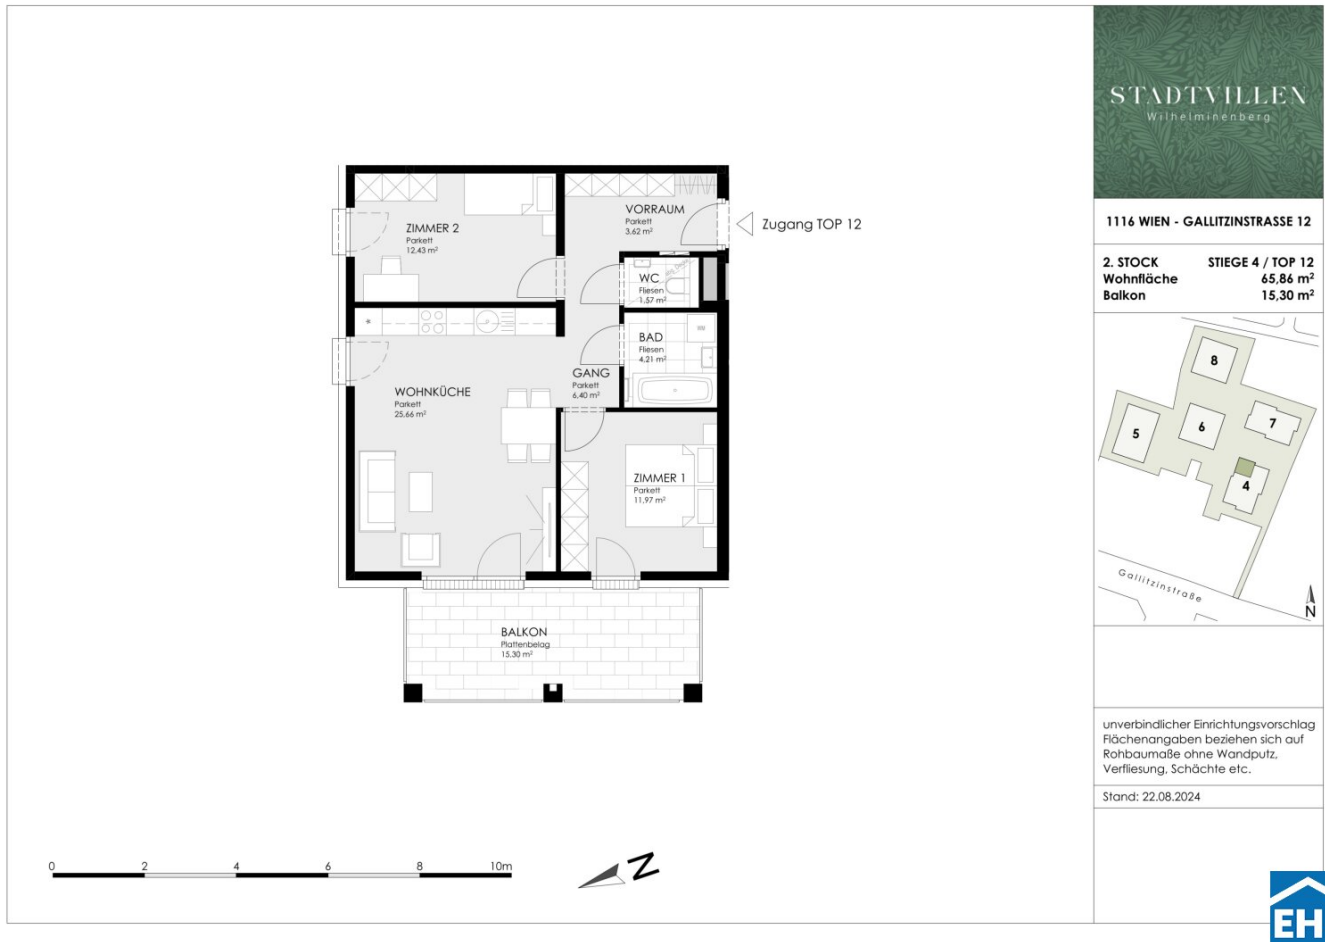 STADTVILLEN
Wilhelminenberg
1116 WIEN - GALLITZINSTRASSE 12
2. STOCK STIEGE 4 / TOP 12
Wohnfläche 65,86 m²
Balkon 15,30 m²
8
7
6
5
4
Gallitzinstraße
N
unverbindlicher Einrichtungsvorschlag
Flächenangaben beziehen sich auf
Rohbaumaße ohne Wandputz,
Verfliesung, Schächte etc.
Stand: 22.08.2024
EH
ZIMMER 2
Parkett
12,43 m²
VORRAUM
Parkett
3,62 m²
Zugang TOP 12
WC
Fliesen
1,57 m²
BAD
Fliesen
4,21 m²
WM
GANG
Parkett
6,40 m²
WOHNKÜCHE
Parkett
25,66 m²
ZIMMER 1
Parkett
11,97 m²
BALKON
Plattenbelag
15,30 m²
0 2 4 6 8 10m
N